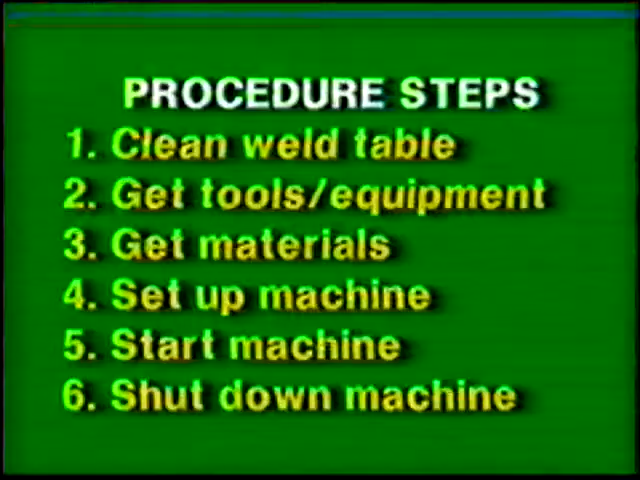 PROCEDURE STEPS
1. Clean weld table
2. Get tools/equipment
3. Get materials
4. Set up machine
5. Start machine
6. Shut down machine